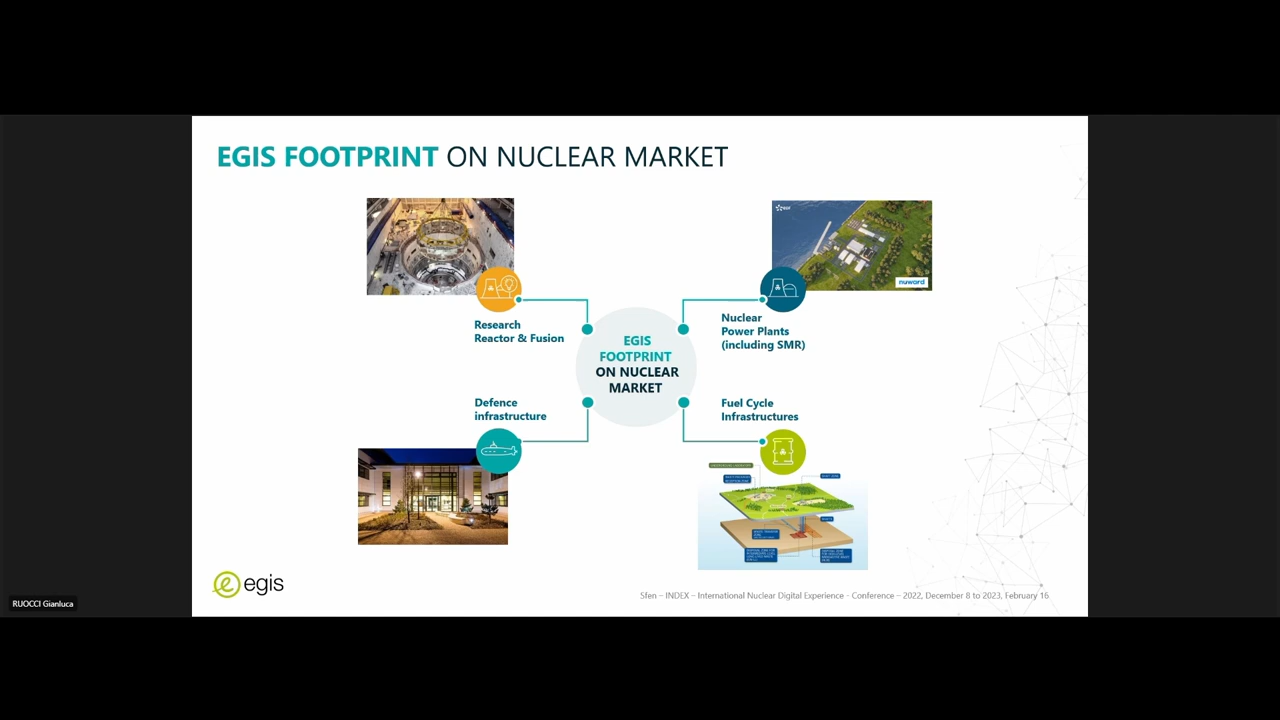 EGIS FOOTPRINT ON NUCLEAR MARKET
edf
nuward
Research
Reactor & Fusion
Nuclear
Power Plants
(including SMR)
EGIS
FOOTPRINT
ON NUCLEAR
MARKET
Defence
infrastructure
Fuel Cycle
Infrastructures
egis
Sfen – INDEX – International Nuclear Digital Experience - Conference – 2022, December 8 to 2023, February 16
RUOCCI Gianluca